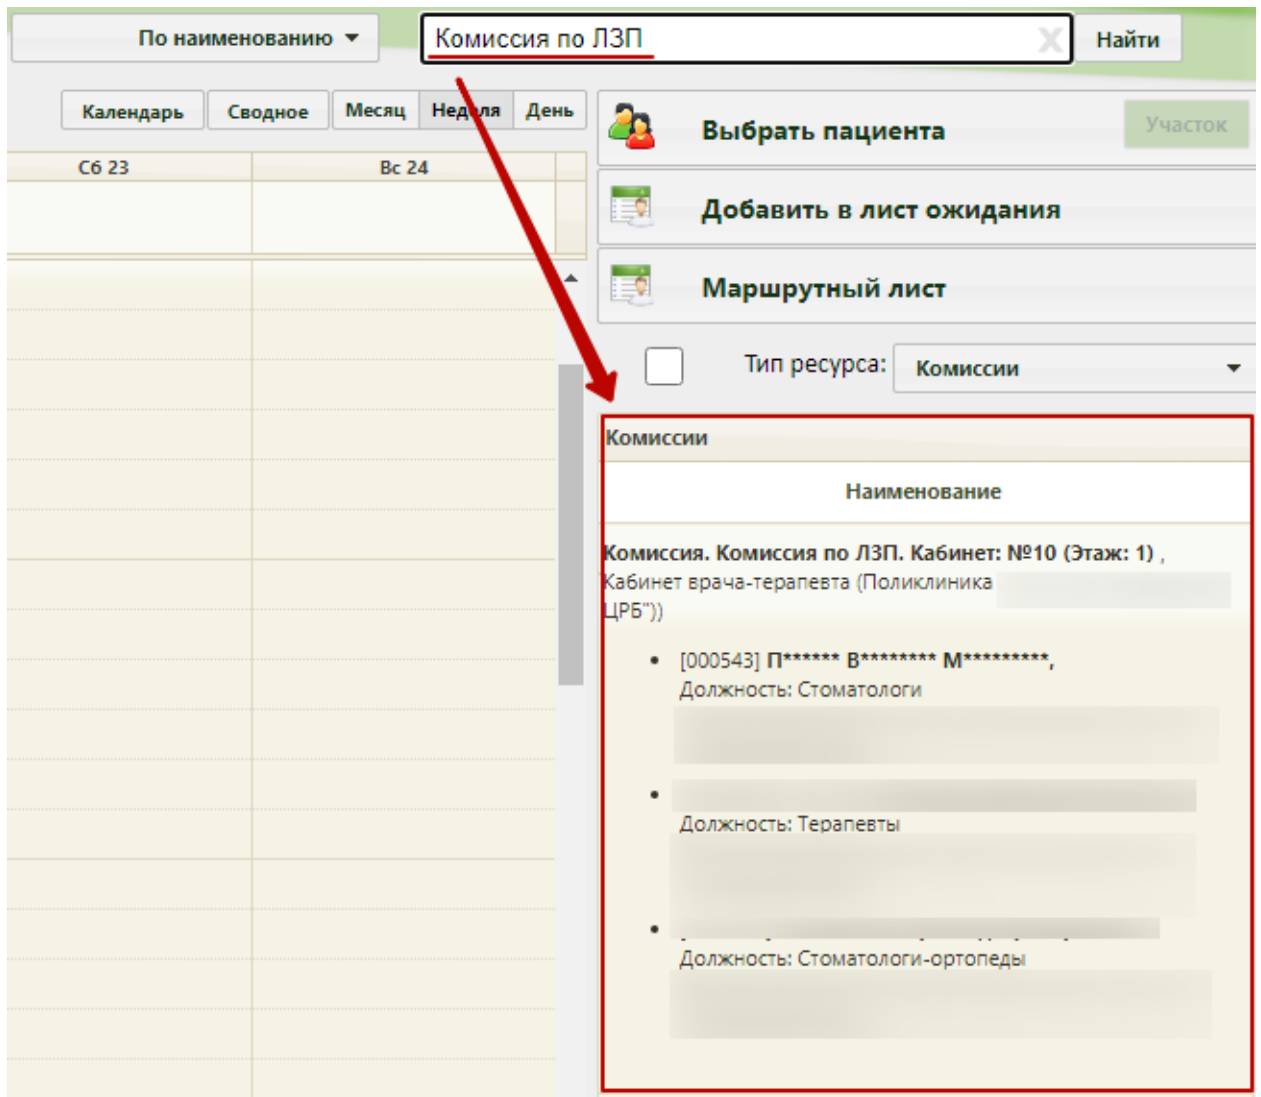 По наименованию
Комиссия по ЛЗП
X
Найти
Календарь
Сводное
Месяц
Неделя
День
Сб 23
Вс 24
Выбрать пациента
Участок
Добавить в лист ожидания
Маршрутный лист
Тип ресурса:
Комиссии
Комиссии
Наименование
Комиссия. Комиссия по ЛЗП. Кабинет: №10 (Этаж: 1) ,
Кабинет врача-терапевта (Поликлиника
ЦРБ"))
• [000543] П****** В******** М*********,
Должность: Стоматологи
•
Должность: Терапевты
•
Должность: Стоматологи-ортопеды